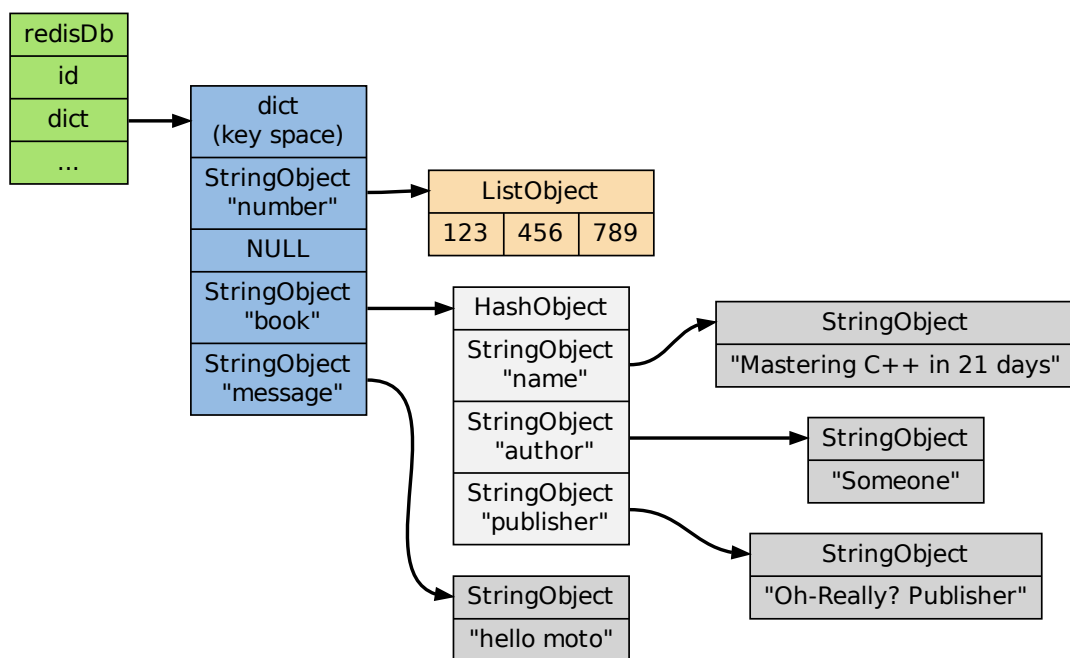 redisDb
id
dict
...
dict
(key space)
StringObject
"number"
NULL
StringObject
"book"
StringObject
"message"
ListObject
123 456 789
HashObject
StringObject
"name"
StringObject
"author"
StringObject
"publisher"
StringObject
"Mastering C++ in 21 days"
StringObject
"Someone"
StringObject
"Oh-Really? Publisher"
StringObject
"hello moto"